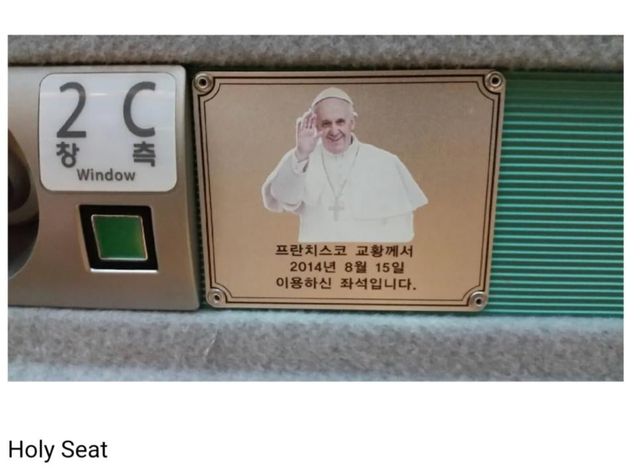 2 C
창 측
Window
프란치스코 교황께서
2014년 8월 15일
이용하신 좌석입니다.
Holy Seat